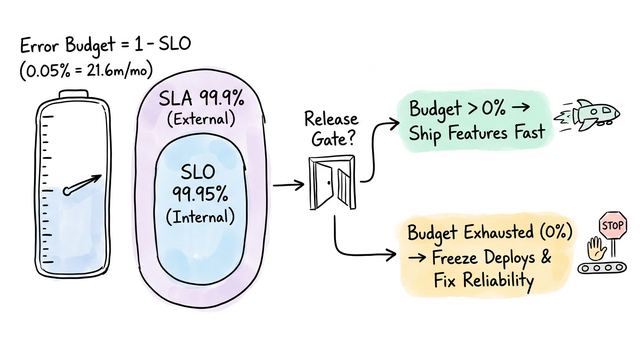 Error Budget = 1 - SLO
(0.05% = 21.6m/mo)
SLA 99.9%
(External)
SLO
99.95%
(Internal)
Release
Gate?
Budget > 0% →
Ship Features Fast
Budget Exhausted (0%)
→ Freeze Deploys &
Fix Reliability
STOP